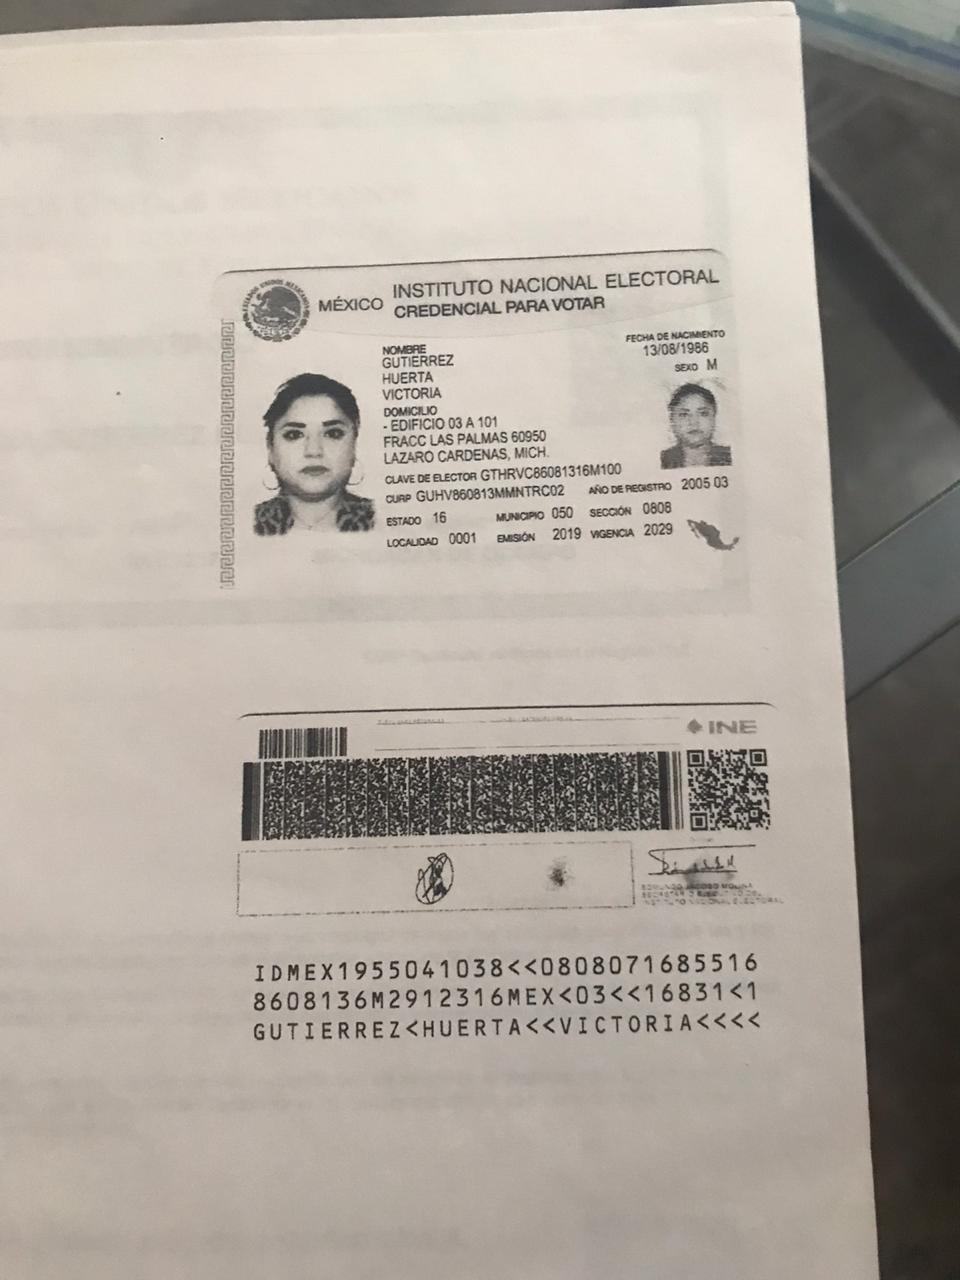 MÉXICO INSTITUTO NACIONAL ELECTORAL
CREDENCIAL PARA VOTAR
NOMBRE
GUTIERREZ
HUERTA
VICTORIA
FECHA DE NACIMIENTO
13/08/1986
SEXO M
DOMICILIO
- EDIFICIO 03 A 101
FRACC LAS PALMAS 60950
LAZARO CARDENAS, MICH.
CLAVE DE ELECTOR GTHRVC86081316M100
CURP GUHV860813MMNTRC02 AÑO DE REGISTRO 2005 03
ESTADO 16 MUNICIPIO 050 SECCIÓN 0808
LOCALIDAD 0001 EMISIÓN 2019 VIGENCIA 2029
INE
EDMUNDO JACOBO MOLINA
SECRETARIO EJECUTIVO DEL
INSTITUTO NACIONAL ELECTORAL
IDMEX1955041038<<0808071685516
8608136M2912316MEX<03<<16831<1
GUTIERREZ<HUERTA<<VICTORIA<<<<